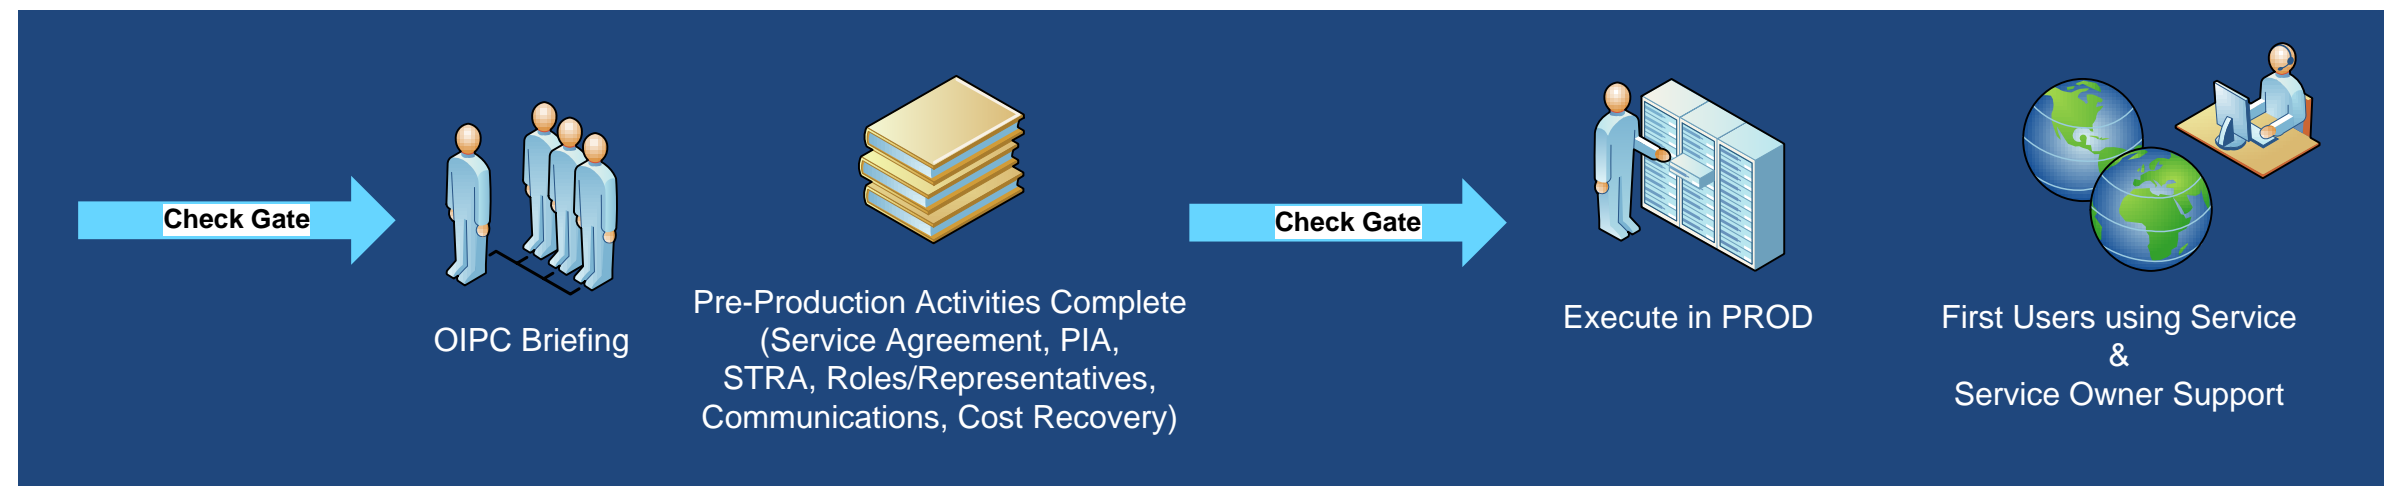 Check Gate
OIPC Briefing
Pre-Production Activities Complete
(Service Agreement, PIA,
STRA, Roles/Representatives,
Communications, Cost Recovery)
Check Gate
Execute in PROD
First Users using Service
&
Service Owner Support